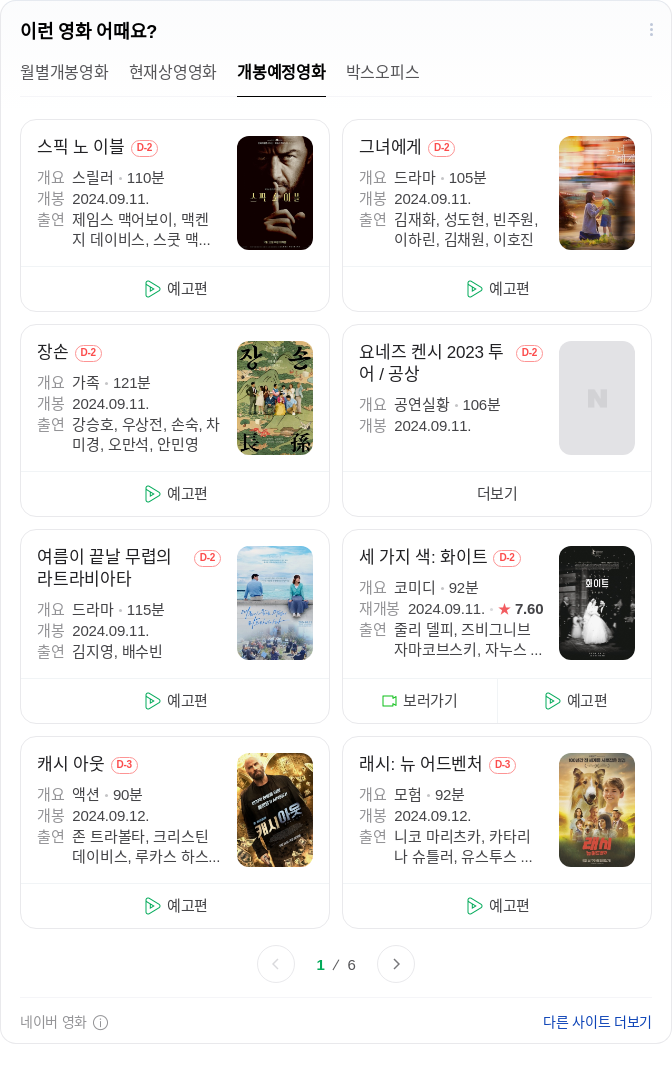 이런 영화 어때요?
월별개봉영화 현재상영영화 개봉예정영화 박스오피스
스픽 노 이블 D-2
개요 스릴러 · 110분
개봉 2024.09.11.
출연 제임스 맥어보이, 맥켄
지 데이비스, 스쿳 맥...
예고편
그녀에게 D-2
개요 드라마 · 105분
개봉 2024.09.11.
출연 김재화, 성도현, 빈주원,
이하린, 김채원, 이호진
예고편
장손 D-2
개요 가족 · 121분
개봉 2024.09.11.
출연 강승호, 우상전, 손숙, 차
미경, 오만석, 안민영
장 손
長 孫
예고편
요네즈 켄시 2023 투
어 / 공상 D-2
개요 공연실황 · 106분
개봉 2024.09.11.
N
더보기
여름이 끝날 무렵의
라트라비아타 D-2
개요 드라마 · 115분
개봉 2024.09.11.
출연 김지영, 배수빈
예고편
세 가지 색: 화이트 D-2
개요 코미디 · 92분
재개봉 2024.09.11. · ★ 7.60
출연 줄리 델피, 즈비그니브
자마코브스키, 자누스 ...
화이트
보러가기 예고편
캐시 아웃 D-3
개요 액션 · 90분
개봉 2024.09.12.
출연 존 트라볼타, 크리스틴
데이비스, 루카스 하스...
캐시아웃
예고편
래시: 뉴 어드벤처 D-3
개요 모험 · 92분
개봉 2024.09.12.
출연 니코 마리츠카, 카타리
나 슈틀러, 유스투스 ...
래시
예고편
1 / 6
네이버 영화
다른 사이트 더보기